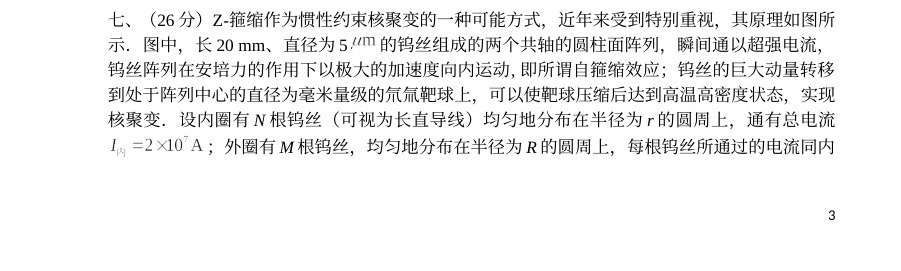 七、（26 分）Z-箍缩作为惯性约束核聚变的一种可能方式，近年来受到特别重视，其原理如图所
示．图中，长 20 mm、直径为 5 μm 的钨丝组成的两个共轴的圆柱面阵列，瞬间通以超强电流，
钨丝阵列在安培力的作用下以极大的加速度向内运动, 即所谓自箍缩效应；钨丝的巨大动量转移
到处于阵列中心的直径为毫米量级的氘氚靶球上，可以使靶球压缩后达到高温高密度状态，实现
核聚变．设内圈有 N 根钨丝（可视为长直导线）均匀地分布在半径为 r 的圆周上，通有总电流
I内 =2×10⁷ A；外圈有 M 根钨丝，均匀地分布在半径为 R 的圆周上，每根钨丝所通过的电流同内
3